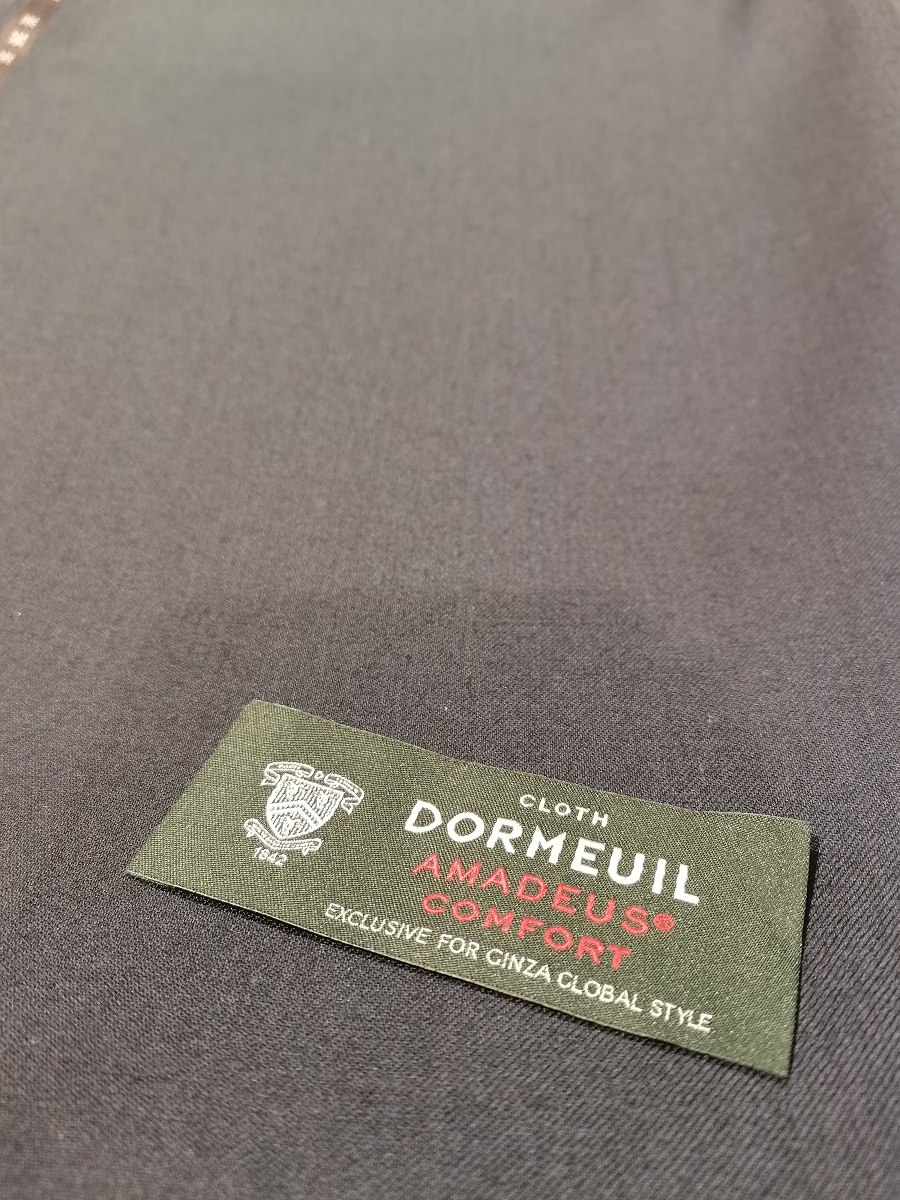 1842
CLOTH
DORMEUIL
AMADEUS®
COMFORT
EXCLUSIVE FOR GINZA GLOBAL STYLE